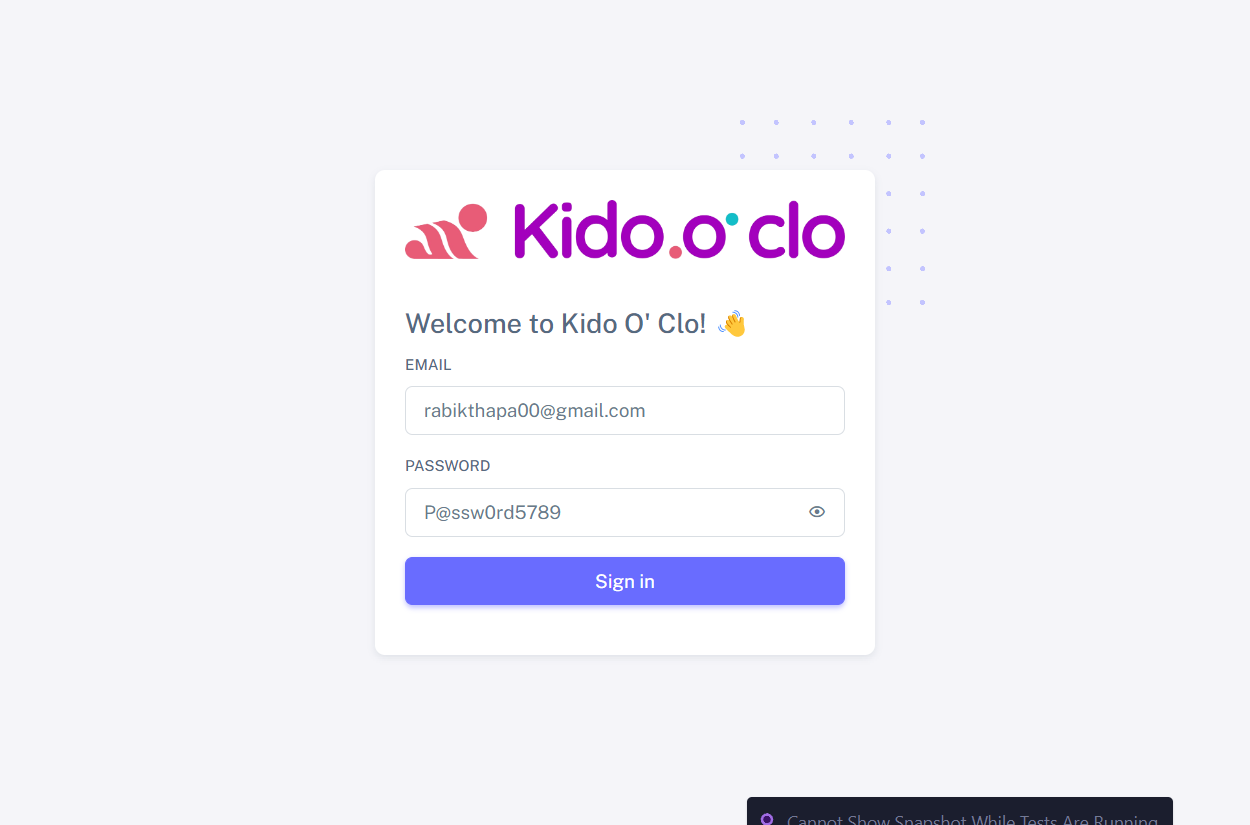 Kido.o'clo
Welcome to Kido O' Clo! 👋
EMAIL
rabikthapa00@gmail.com
PASSWORD
P@ssw0rd5789
Sign in
Cannot Show Snapshot While Tests Are Running